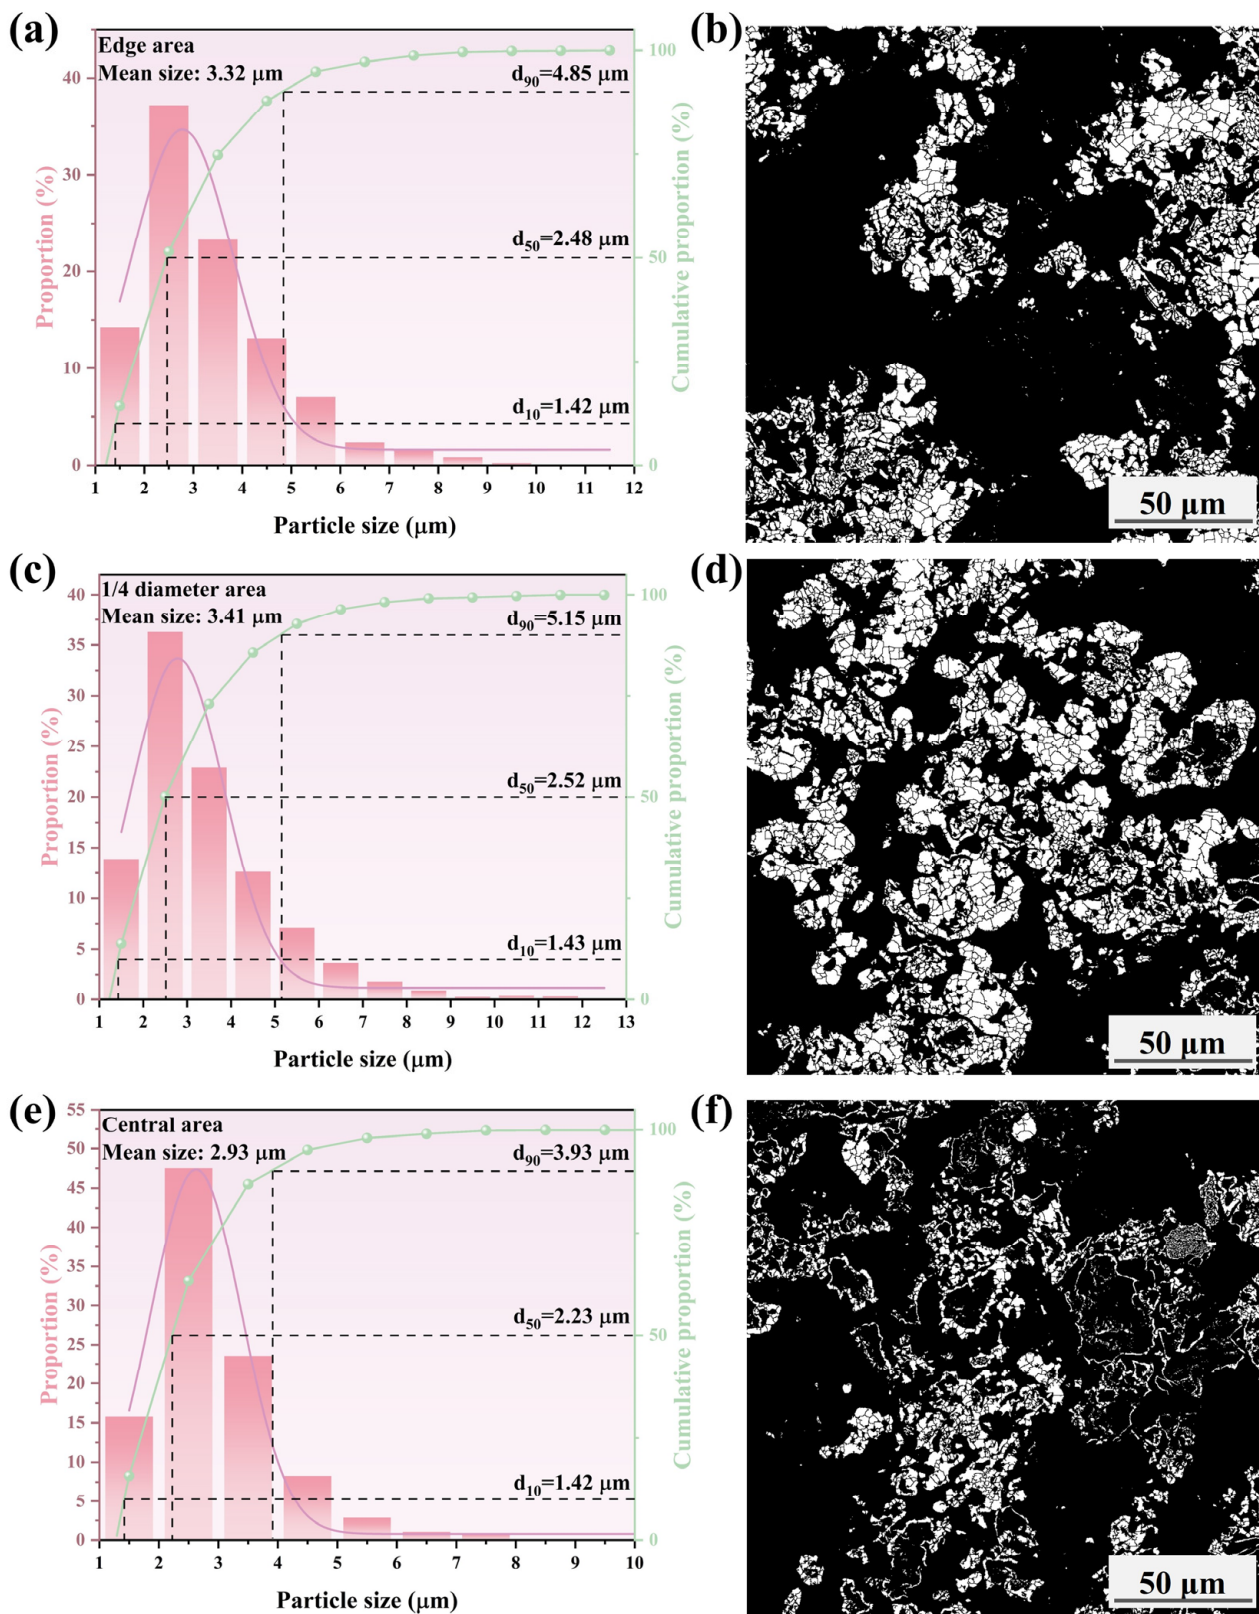 (a)
Edge area
Mean size: 3.32 μm
d90=4.85 μm
d50=2.48 μm
d10=1.42 μm
40
30
20
10
0
100
50
0
Proportion (%)
Cumulative proportion (%)
1 2 3 4 5 6 7 8 9 10 11 12
Particle size (μm)
(b)
50 μm
(c)
1/4 diameter area
Mean size: 3.41 μm
d90=5.15 μm
d50=2.52 μm
d10=1.43 μm
40
35
30
25
20
15
10
5
0
100
50
0
Proportion (%)
Cumulative proportion (%)
1 2 3 4 5 6 7 8 9 10 11 12 13
Particle size (μm)
(d)
50 μm
(e)
Central area
Mean size: 2.93 μm
d90=3.93 μm
d50=2.23 μm
d10=1.42 μm
55
50
45
40
35
30
25
20
15
10
5
0
100
50
0
Proportion (%)
Cumulative proportion (%)
1 2 3 4 5 6 7 8 9 10
Particle size (μm)
(f)
50 μm